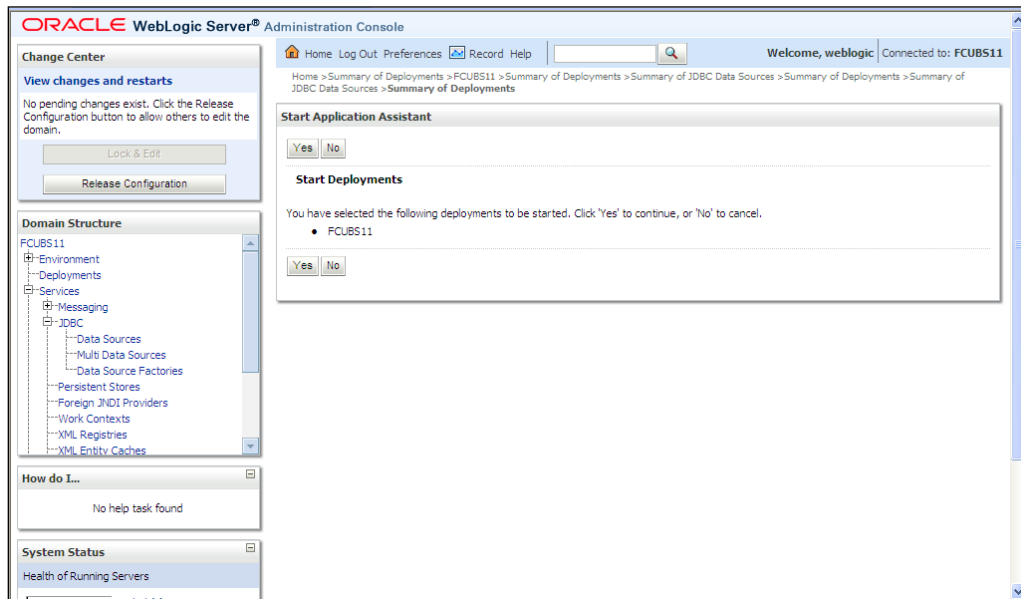 ORACLE WebLogic Server® Administration Console
Change Center
View changes and restarts
No pending changes exist. Click the Release
Configuration button to allow others to edit the
domain.
Lock & Edit
Release Configuration
Domain Structure
FCUBS11
Environment
Deployments
Services
Messaging
JDBC
Data Sources
Multi Data Sources
Data Source Factories
Persistent Stores
Foreign JNDI Providers
Work Contexts
XML Registries
XML Entity Caches
How do I...
No help task found
System Status
Health of Running Servers
Home Log Out Preferences Record Help
Welcome, weblogic Connected to: FCUBS11
Home >Summary of Deployments >FCUBS11 >Summary of Deployments >Summary of JDBC Data Sources >Summary of Deployments >Summary of
JDBC Data Sources >Summary of Deployments
Start Application Assistant
Yes No
Start Deployments
You have selected the following deployments to be started. Click 'Yes' to continue, or 'No' to cancel.
• FCUBS11
Yes No